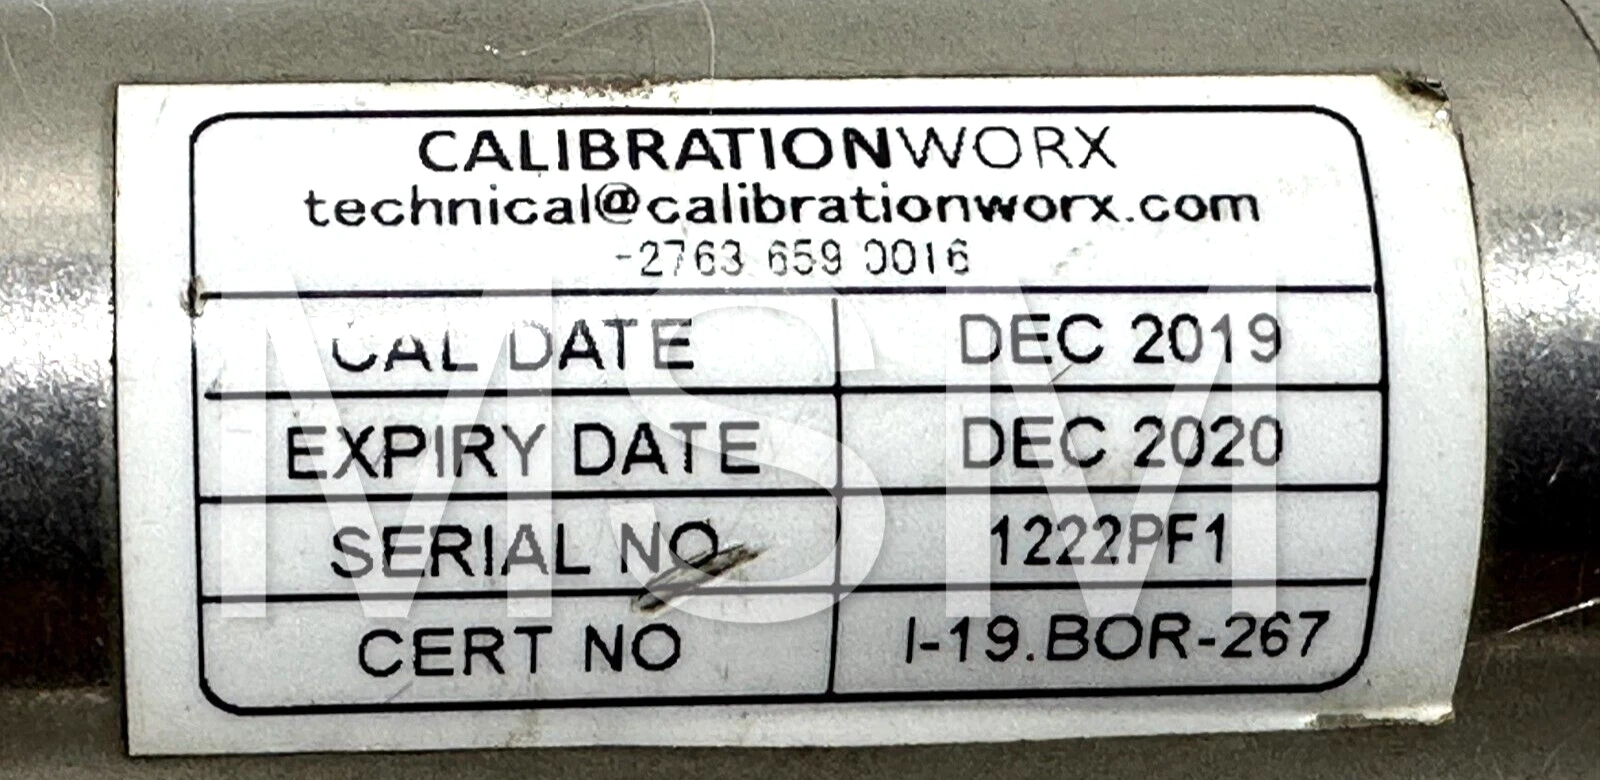 CALIBRATIONWORX
technical@calibrationworx.com
-2763 659 0016
CAL DATE DEC 2019
EXPIRY DATE DEC 2020
SERIAL NO 1222PF1
CERT NO I-19.BOR-267
MSM